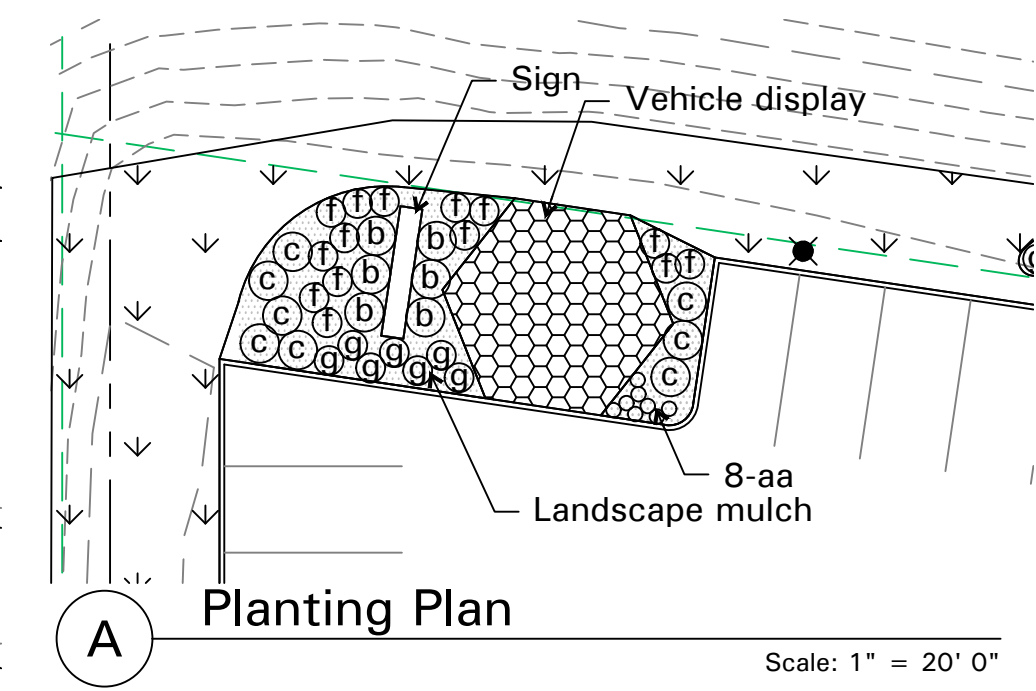 Sign
Vehicle display
f f f f f
f b b f f
c f f f
c f b b
f c
c f b b
c c g g g c
g g g g c
8-aa
Landscape mulch
Planting Plan
A
Scale: 1" = 20' 0"